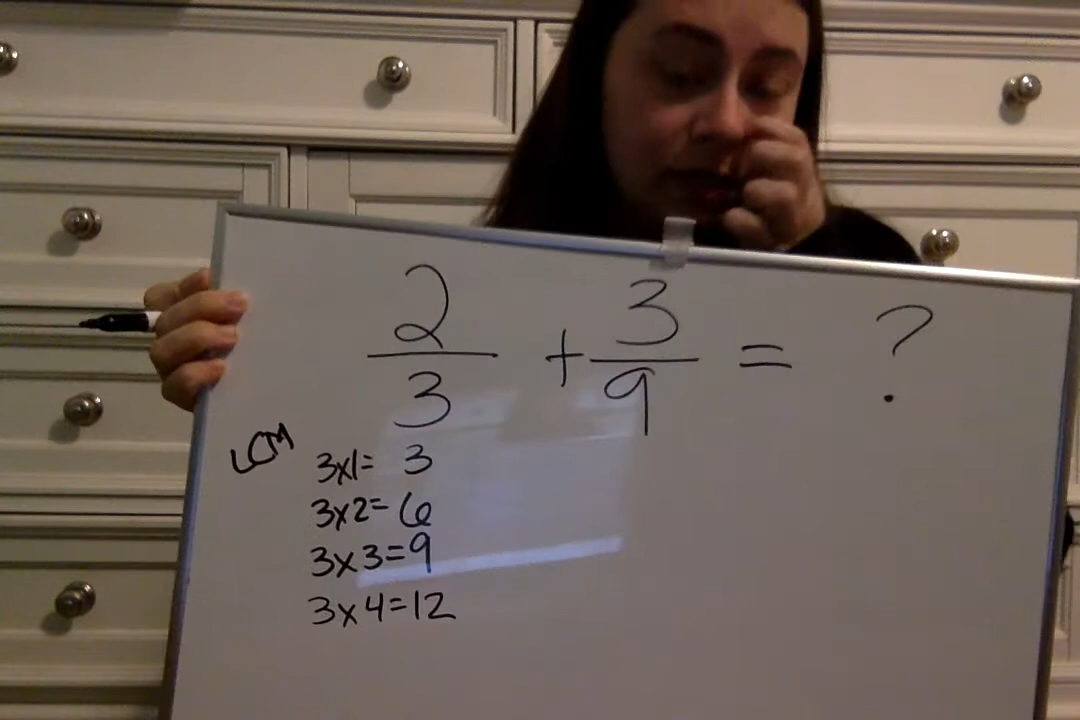 2/3 + 3/9 = ?
LCM
3x1= 3
3x2=6
3x3=9
3x4=12